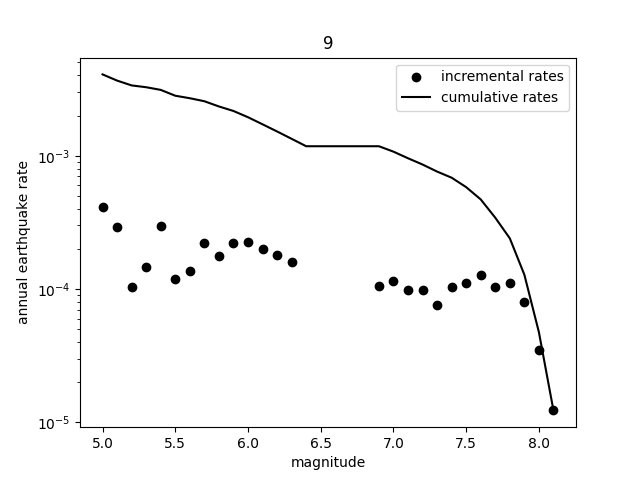 9
incremental rates
cumulative rates
annual earthquake rate
10⁻³
10⁻⁴
10⁻⁵
5.0 5.5 6.0 6.5 7.0 7.5 8.0
magnitude